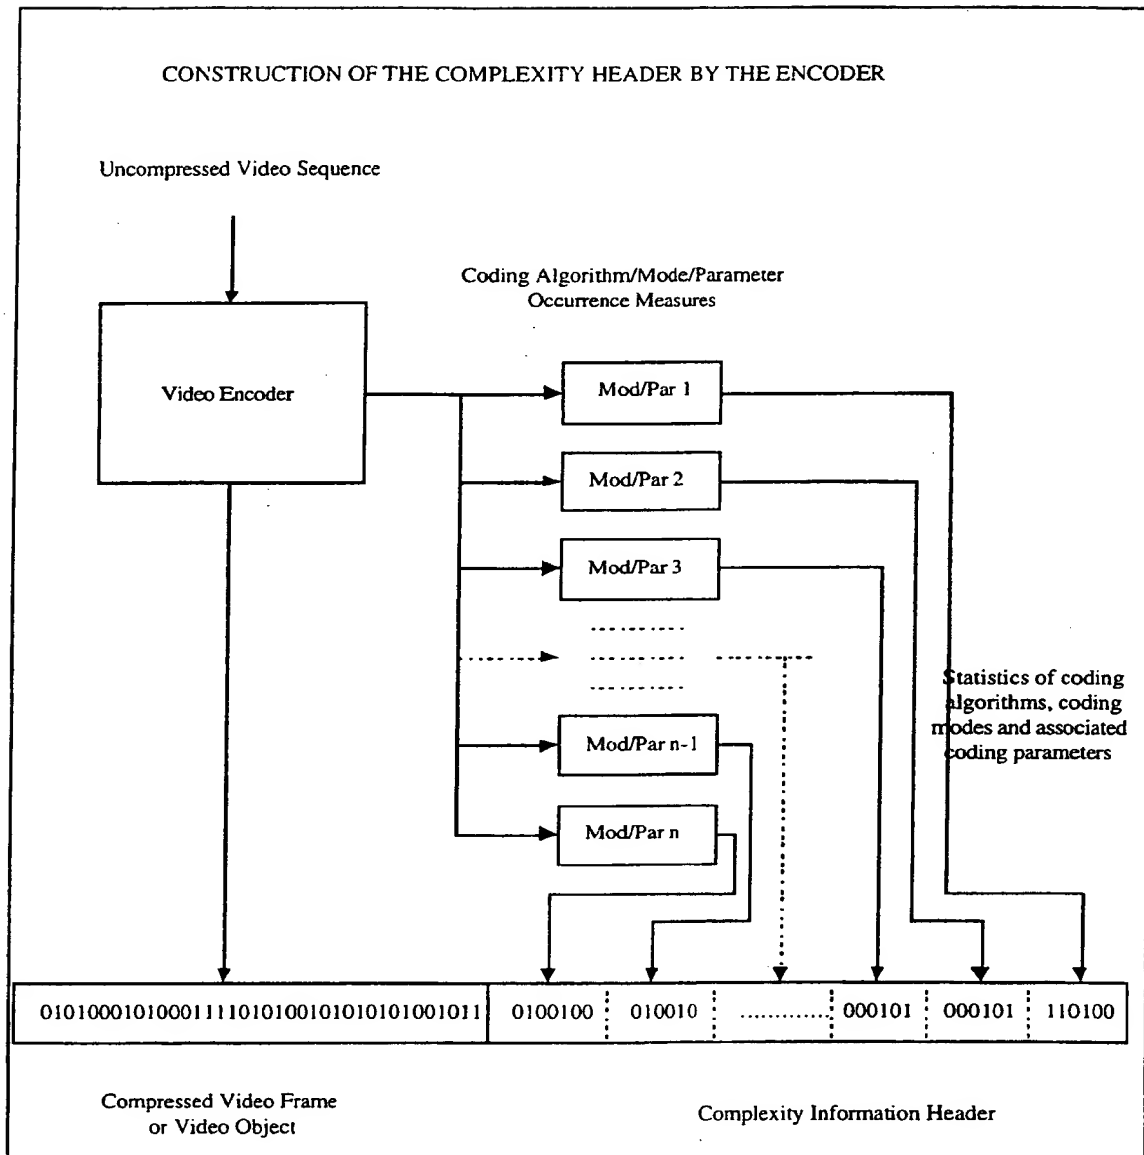 CONSTRUCTION OF THE COMPLEXITY HEADER BY THE ENCODER
Uncompressed Video Sequence
Coding Algorithm/Mode/Parameter
Occurrence Measures
Video Encoder
Mod/Par 1
Mod/Par 2
Mod/Par 3
Statistics of coding
algorithms, coding
modes and associated
coding parameters
Mod/Par n-1
Mod/Par n
01010001010001111010100101010101001011
0100100
010010
.............
000101
000101
110100
Compressed Video Frame
or Video Object
Complexity Information Header